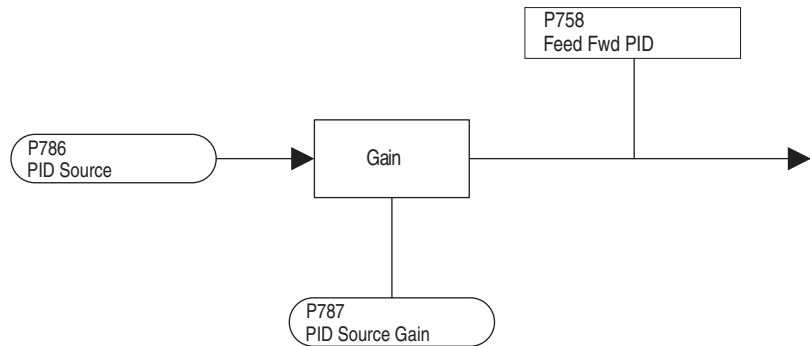 P758
Feed Fwd PID
P786
PID Source
Gain
P787
PID Source Gain